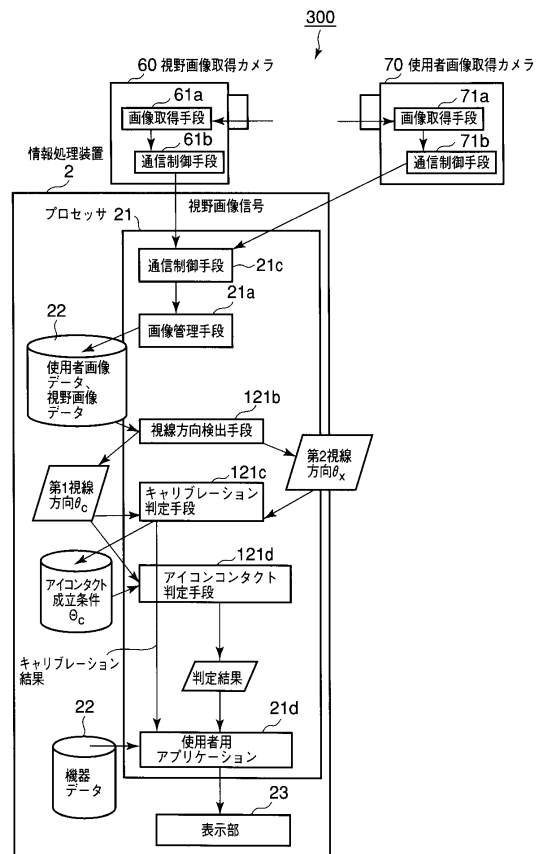 300
60 視野画像取得カメラ
61a
画像取得手段
61b
通信制御手段
70 使用者画像取得カメラ
71a
画像取得手段
71b
通信制御手段
情報処理装置
2
視野画像信号
プロセッサ 21
通信制御手段
21c
21a
画像管理手段
22
使用者画像
データ、
視野画像
データ
121b
視線方向検出手段
第1視線
方向θc
第2視線
方向θx
121c
キャリブレーション
判定手段
121d
アイコンコンタクト
判定手段
アイコンタクト
成立条件
Θc
キャリブレーション
結果
判定結果
21d
使用者用
アプリケーション
22
機器
データ
23
表示部